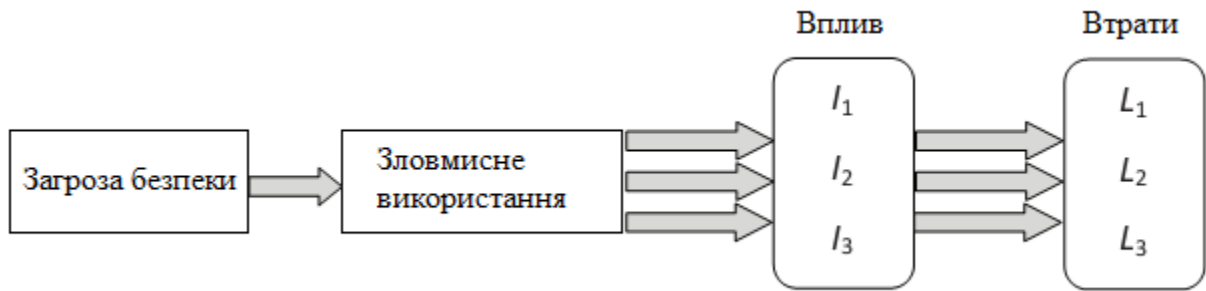 Вплив
Втрати
Загроза безпеки
Зловмисне
використання
I₁
I₂
I₃
L₁
L₂
L₃